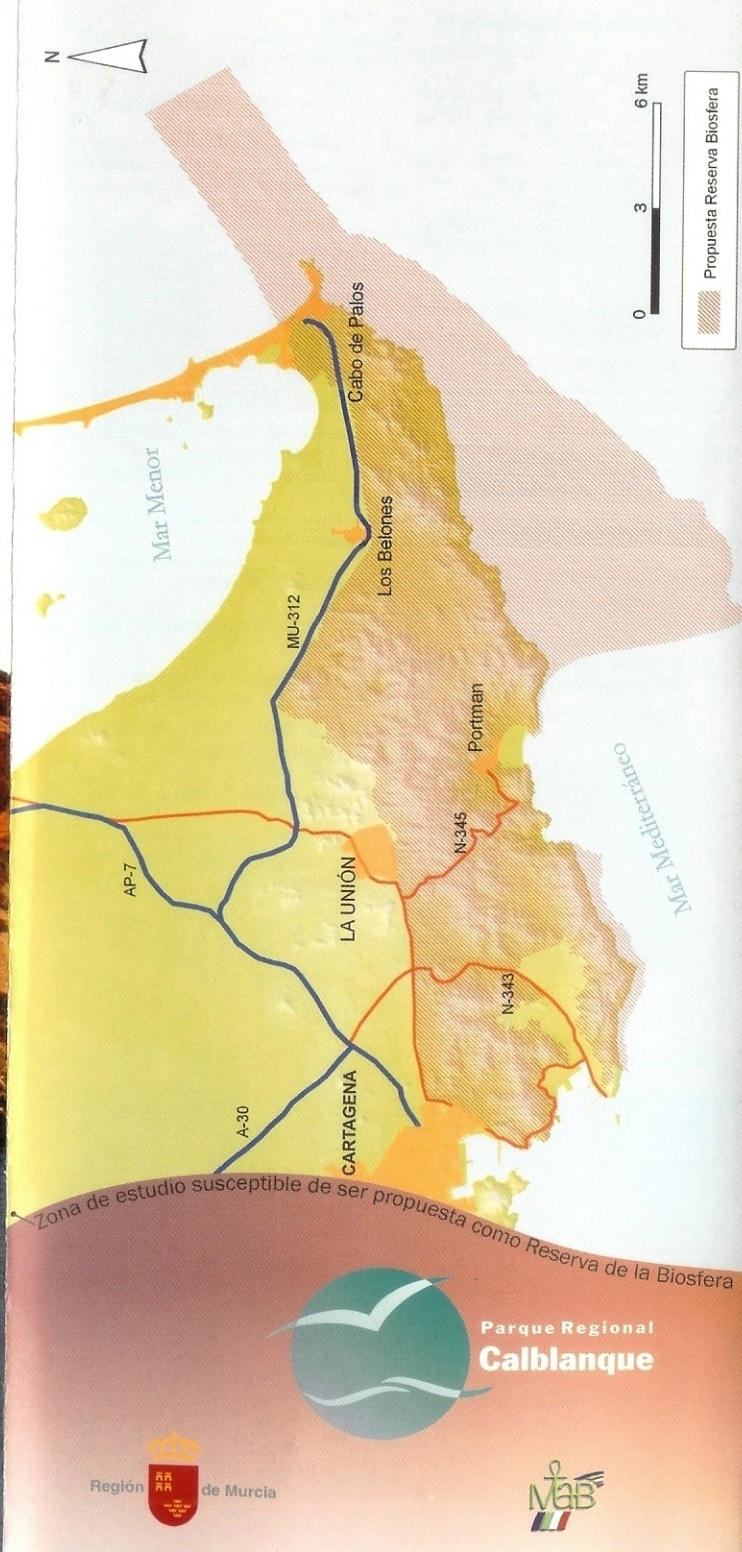 N
0 3 6 km
Propuesta Reserva Biosfera
Mar Menor
Cabo de Palos
Los Belones
MU-312
Portman
AP-7
LA UNIÓN
N-345
Mar Mediterráneo
N-343
A-30
CARTAGENA
Zona de estudio susceptible de ser propuesta como Reserva de la Biosfera
Parque Regional
Calblanque
Región de Murcia
MaB